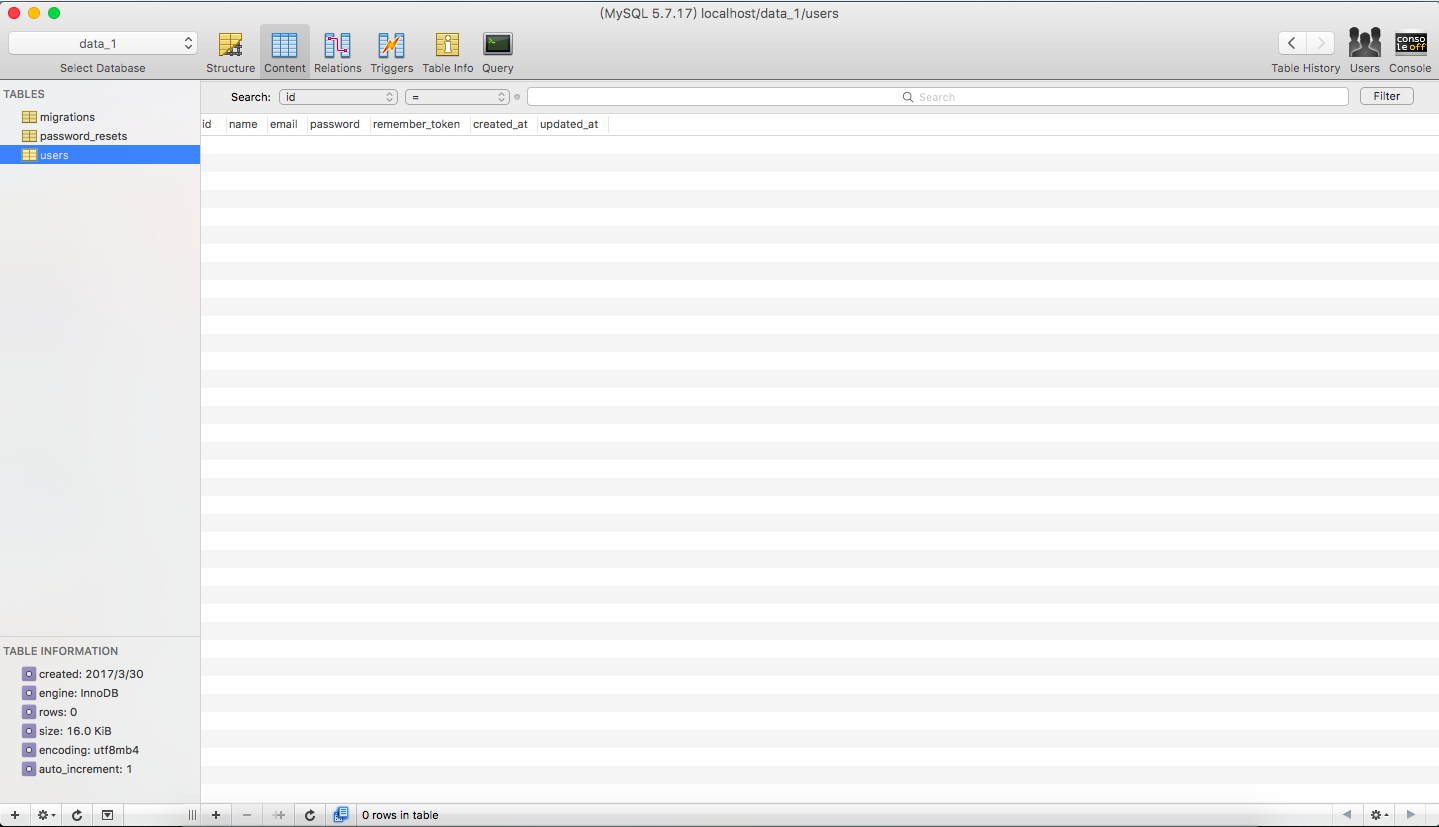 (MySQL 5.7.17) localhost/data_1/users
data_1
Select Database
Structure
Content
Relations
Triggers
Table Info
Query
Table History
Users
conso
le off
Console
TABLES
migrations
password_resets
users
Search: id = Search Filter
id name email password remember_token created_at updated_at
TABLE INFORMATION
created: 2017/3/30
engine: InnoDB
rows: 0
size: 16.0 KiB
encoding: utf8mb4
auto_increment: 1
0 rows in table